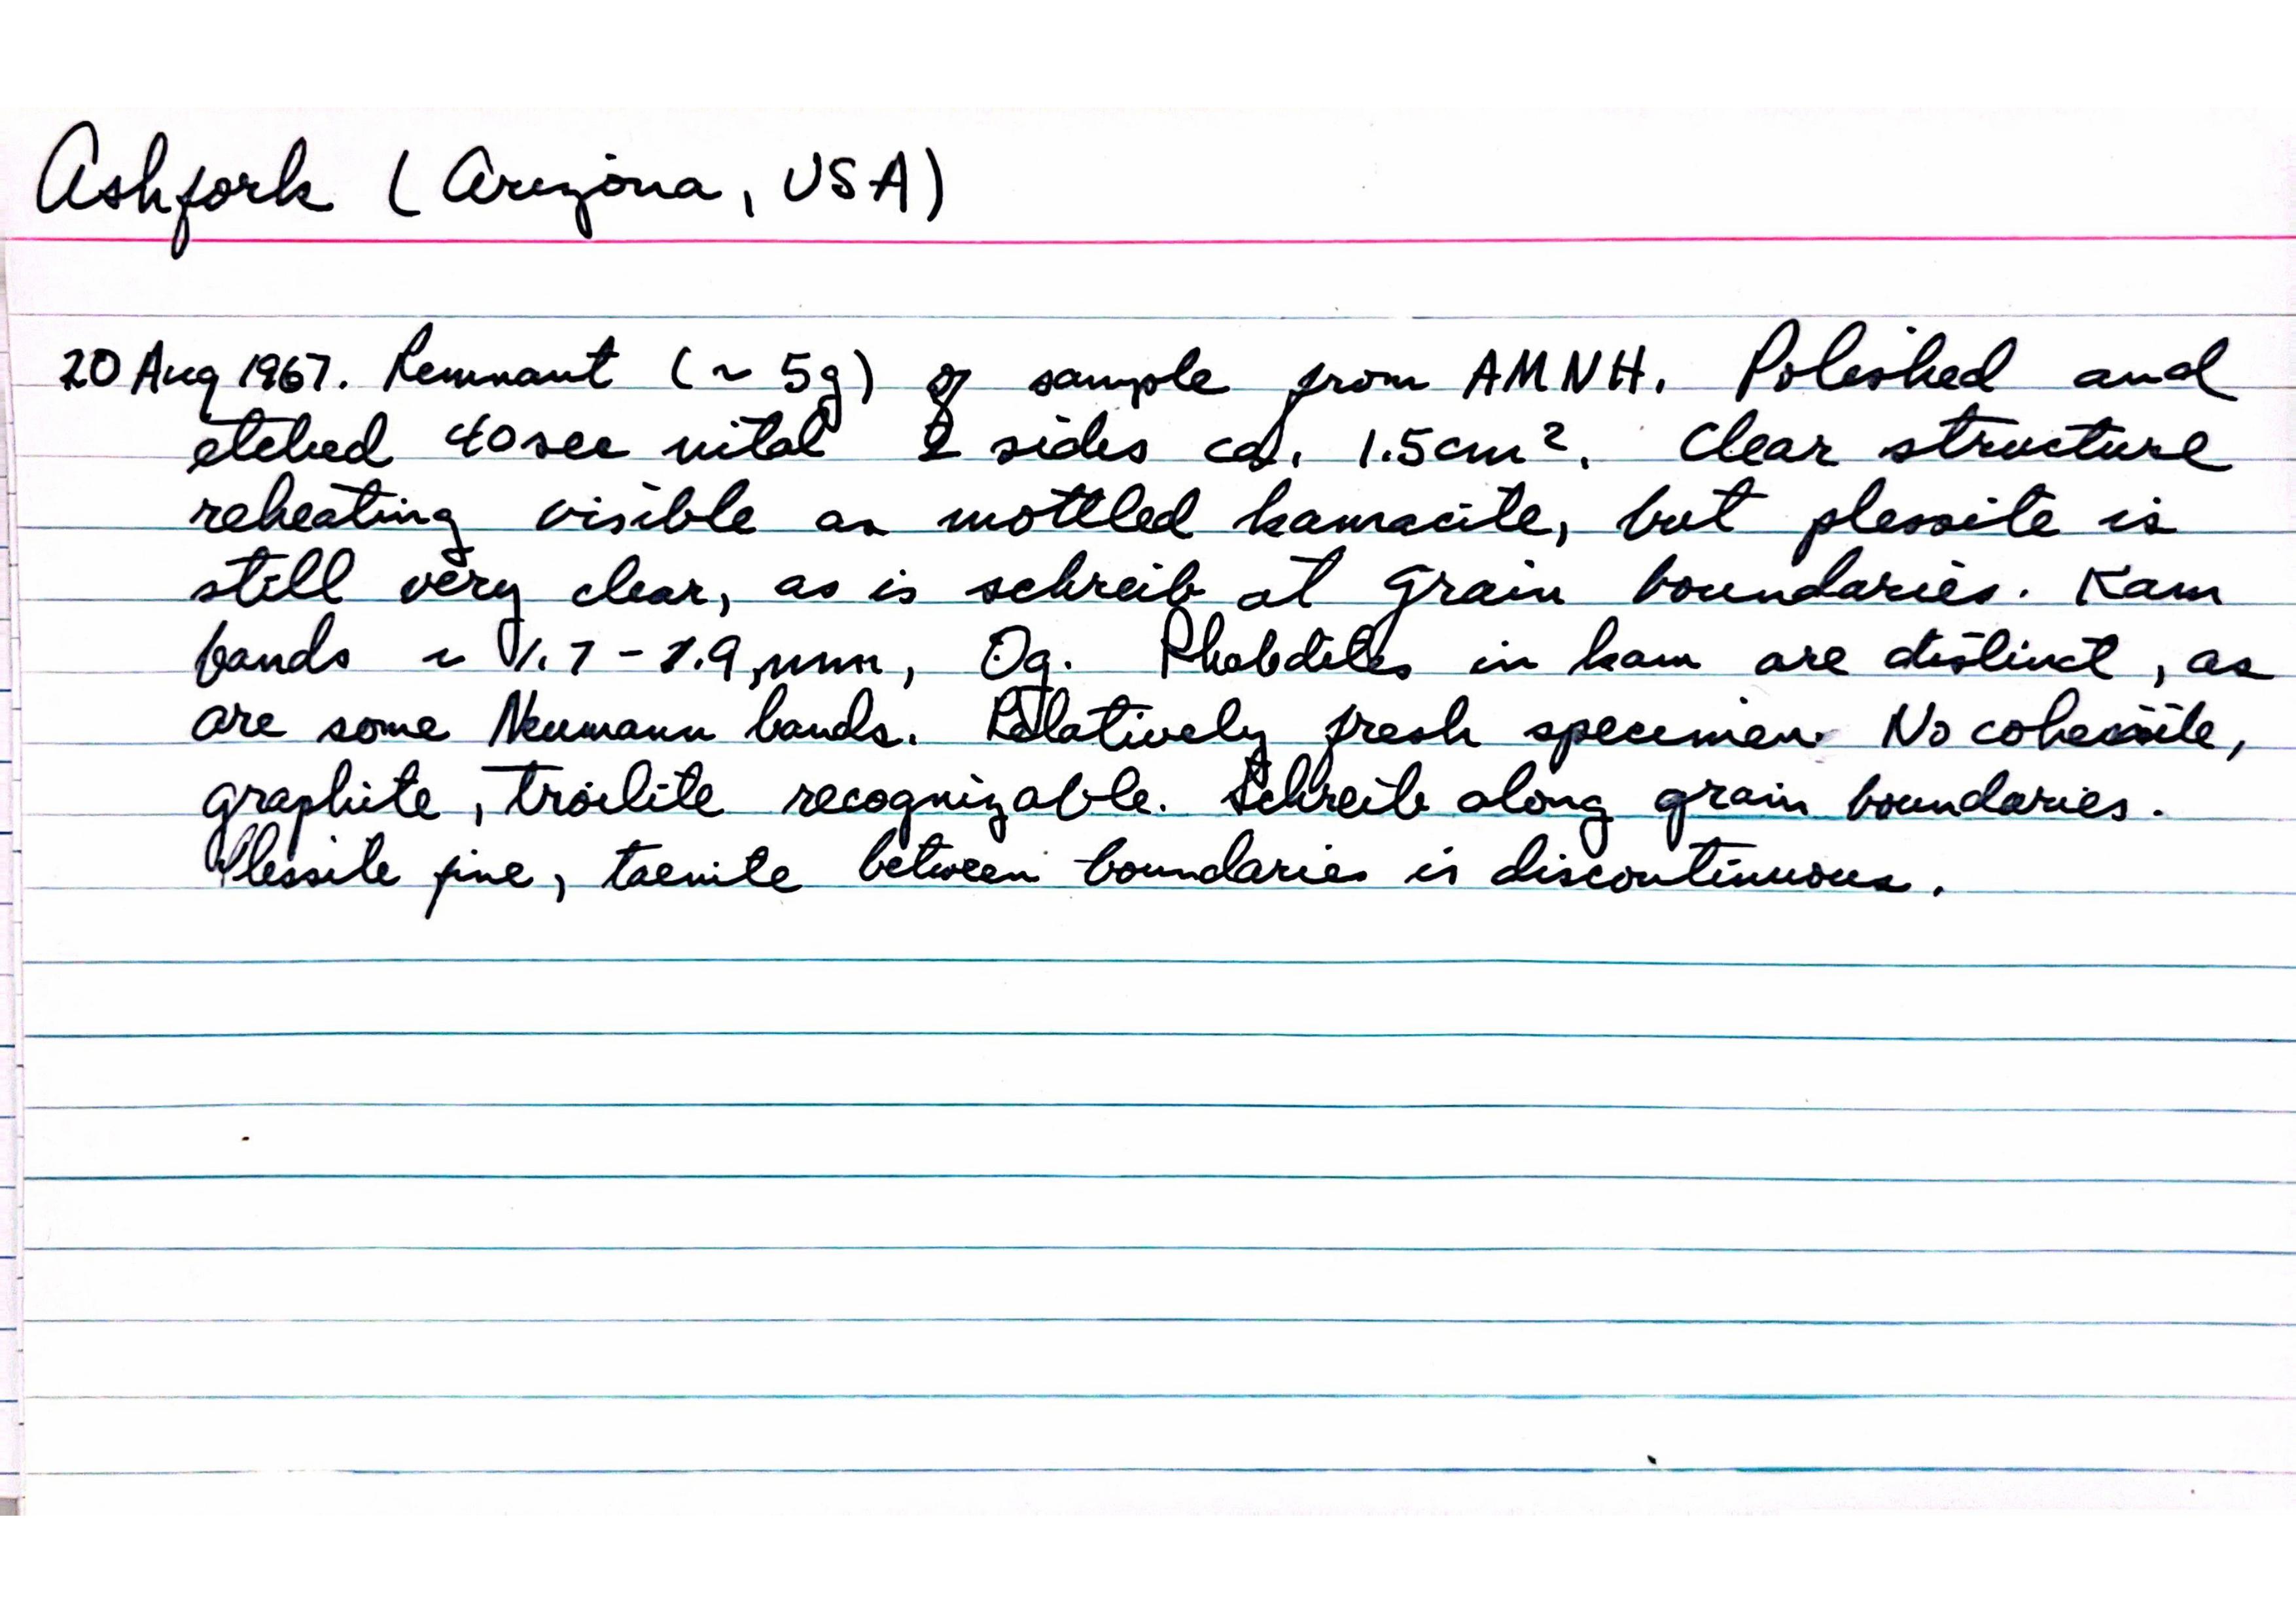 Ashfork (Arizona, USA)
20 Aug 1967. Remnant (~ 5g) of sample from AMNH. Polished and
etched 40 sec nital 2 sides ca. 1.5cm². Clear structure
reheating visible as mottled kamacite, but plessite is
still very clear, as is schreib at grain boundaries. Kam
bands ~ 1.7 - 1.9 mm, Og. Rhabdites in kam are distinct, as
are some Neumann bands. Relatively fresh specimen. No cohenite,
graphite, troilite recognizable. Schreib along grain boundaries.
Plessite fine, taenite between boundaries is discontinuous.